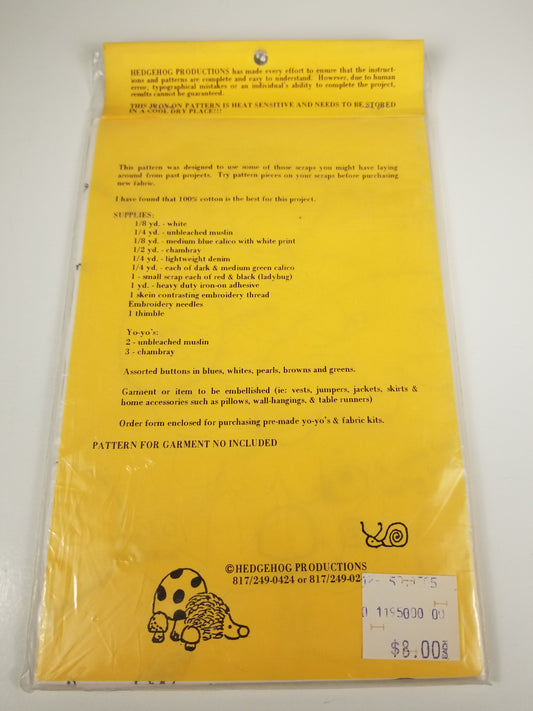 HEDGEHOG PRODUCTIONS has made every effort to ensure that the instruct-
ions and patterns are complete and easy to understand. However, due to human
error, typographical mistakes or an individual's ability to complete the project,
results cannot be guaranteed.
THIS IRON-ON PATTERN IS HEAT SENSITIVE AND NEEDS TO BE STORED
IN A COOL DRY PLACE!!!
This pattern was designed to use some of those scraps you might have laying
around from past projects. Try pattern pieces on your scraps before purchasing
new fabric.
I have found that 100% cotton is the best for this project.
SUPPLIES:
1/8 yd. - white
1/4 yd. - unbleached muslin
1/8 yd. - medium blue calico with white print
1/2 yd. - chambray
1/4 yd. - lightweight denim
1/4 yd. - each of dark & medium green calico
1 - small scrap each of red & black (ladybug)
1 yd. - heavy duty iron-on adhesive
1 skein contrasting embroidery thread
Embroidery needles
1 thimble
Yo-yo's:
2 - unbleached muslin
3 - chambray
Assorted buttons in blues, whites, pearls, browns and greens.
Garment or item to be embellished (ie: vests, jumpers, jackets, skirts &
home accessories such as pillows, wall-hangings, & table runners)
Order form enclosed for purchasing pre-made yo-yo's & fabric kits.
PATTERN FOR GARMENT NO INCLUDED
©HEDGEHOG PRODUCTIONS
817/249-0424 or 817/249-02
0 1195000 00
$8.00 EACH